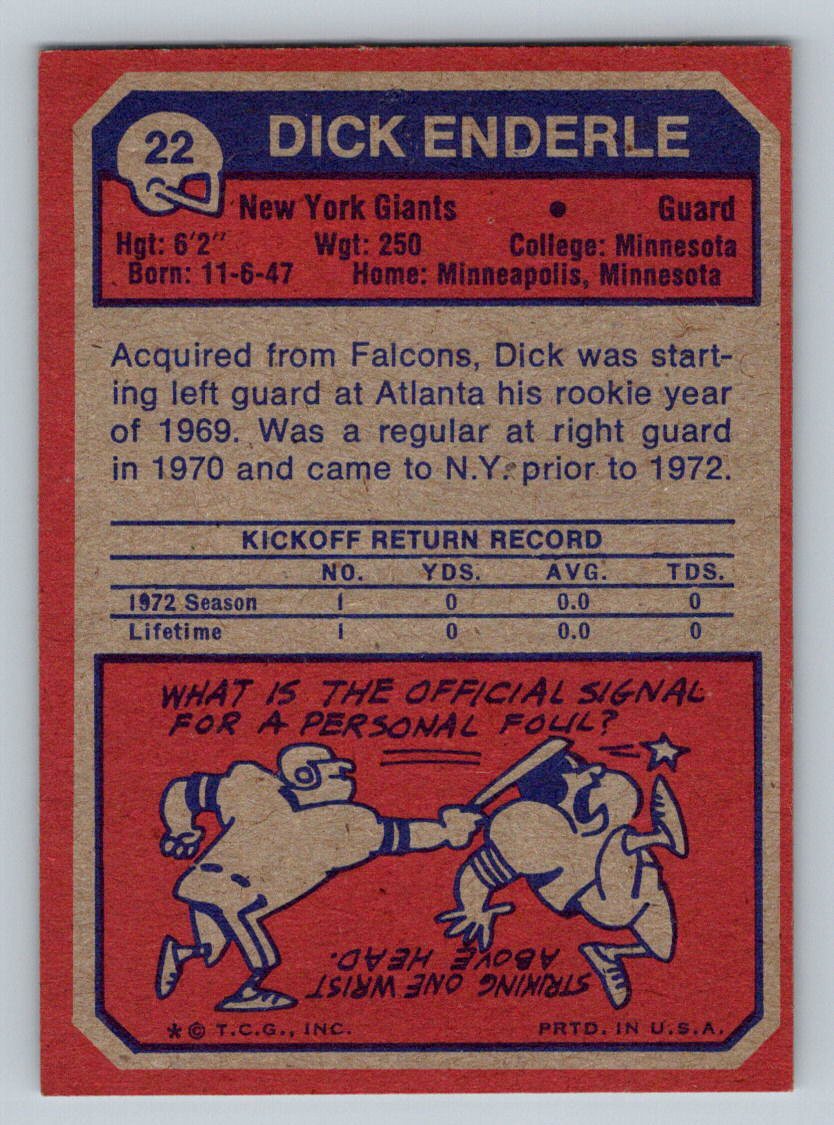 22
DICK ENDERLE
New York Giants • Guard
Hgt: 6'2" Wgt: 250 College: Minnesota
Born: 11-6-47 Home: Minneapolis, Minnesota
Acquired from Falcons, Dick was start-
ing left guard at Atlanta his rookie year
of 1969. Was a regular at right guard
in 1970 and came to N.Y. prior to 1972.
KICKOFF RETURN RECORD
NO. YDS. AVG. TDS.
1972 Season 1 0 0.0 0
Lifetime 1 0 0.0 0
WHAT IS THE OFFICIAL SIGNAL
FOR A PERSONAL FOUL?
STRIKING ONE WRIST
ABOVE HEAD.
* © T.C.G., INC. PRTD. IN U.S.A.